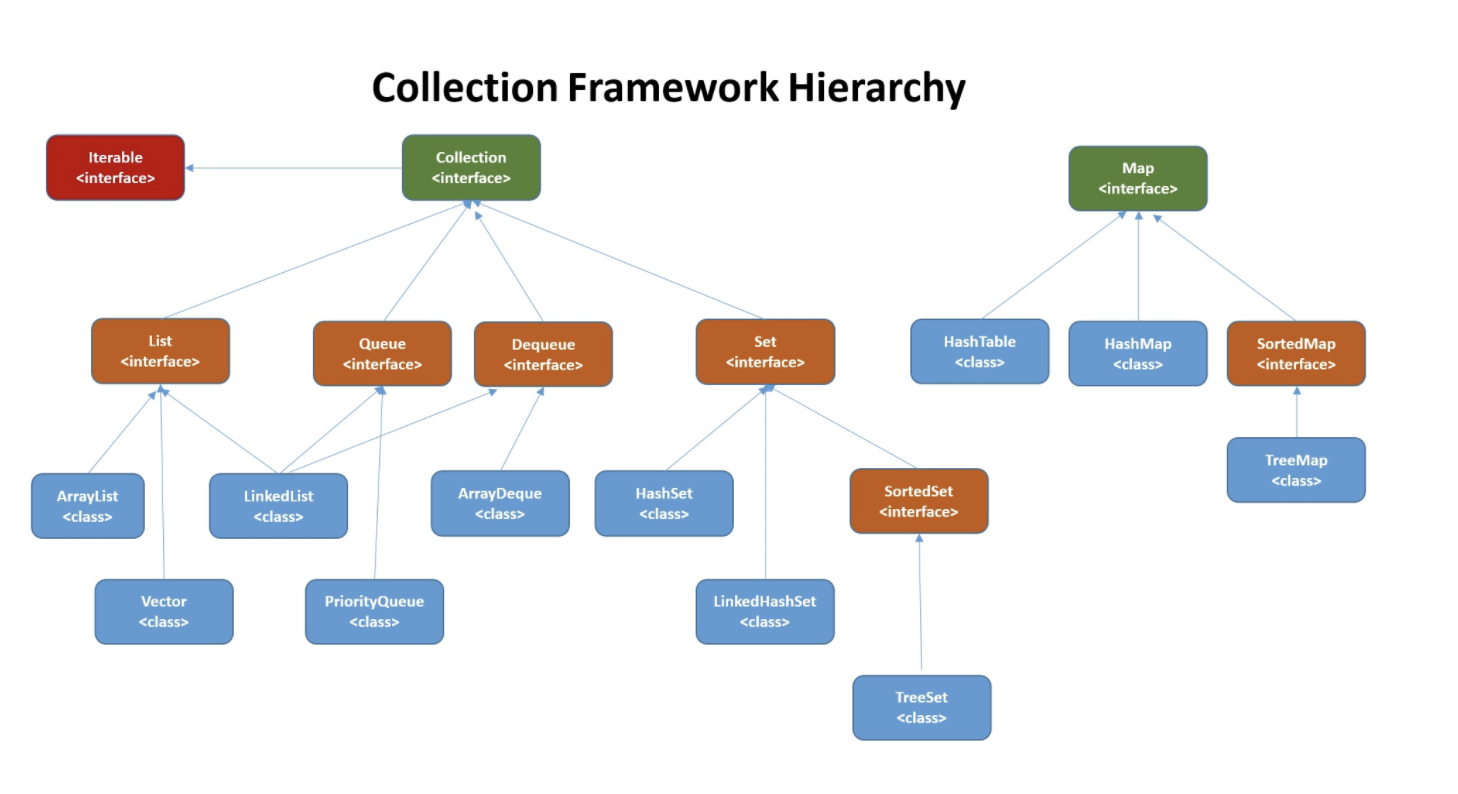 Collection Framework Hierarchy
Iterable
<interface>
Collection
<interface>
Map
<interface>
List
<interface>
Queue
<interface>
Dequeue
<interface>
Set
<interface>
HashTable
<class>
HashMap
<class>
SortedMap
<interface>
ArrayList
<class>
LinkedList
<class>
ArrayDeque
<class>
HashSet
<class>
SortedSet
<interface>
TreeMap
<class>
Vector
<class>
PriorityQueue
<class>
LinkedHashSet
<class>
TreeSet
<class>